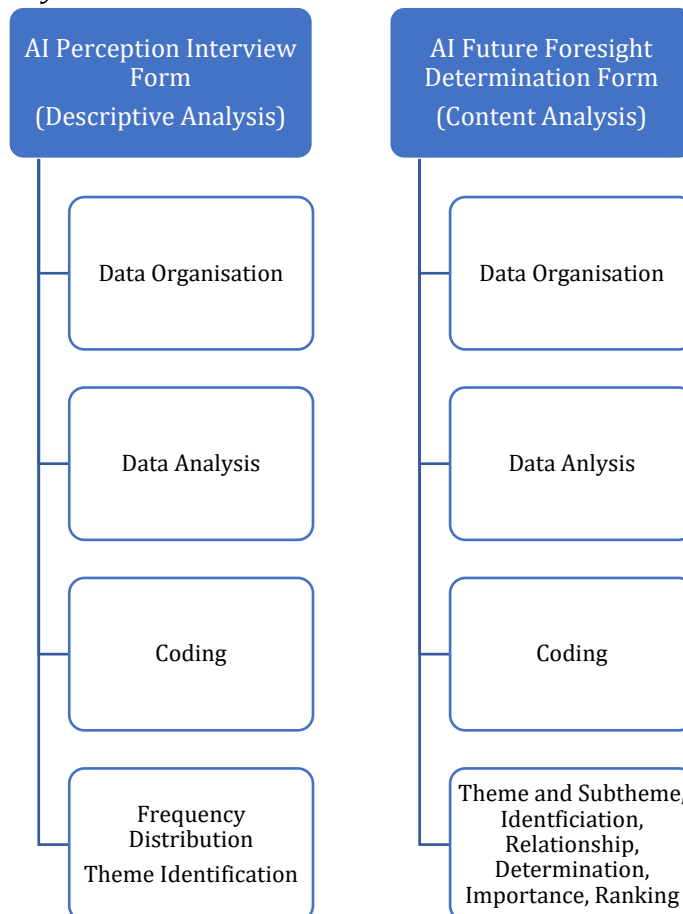 AI Perception Interview
Form
(Descriptive Analysis)
Data Organisation
Data Analysis
Coding
Frequency
Distribution
Theme Identification
AI Future Foresight
Determination Form
(Content Analysis)
Data Organisation
Data Anlysis
Coding
Theme and Subtheme,
Identficiation,
Relationship,
Determination,
Importance, Ranking